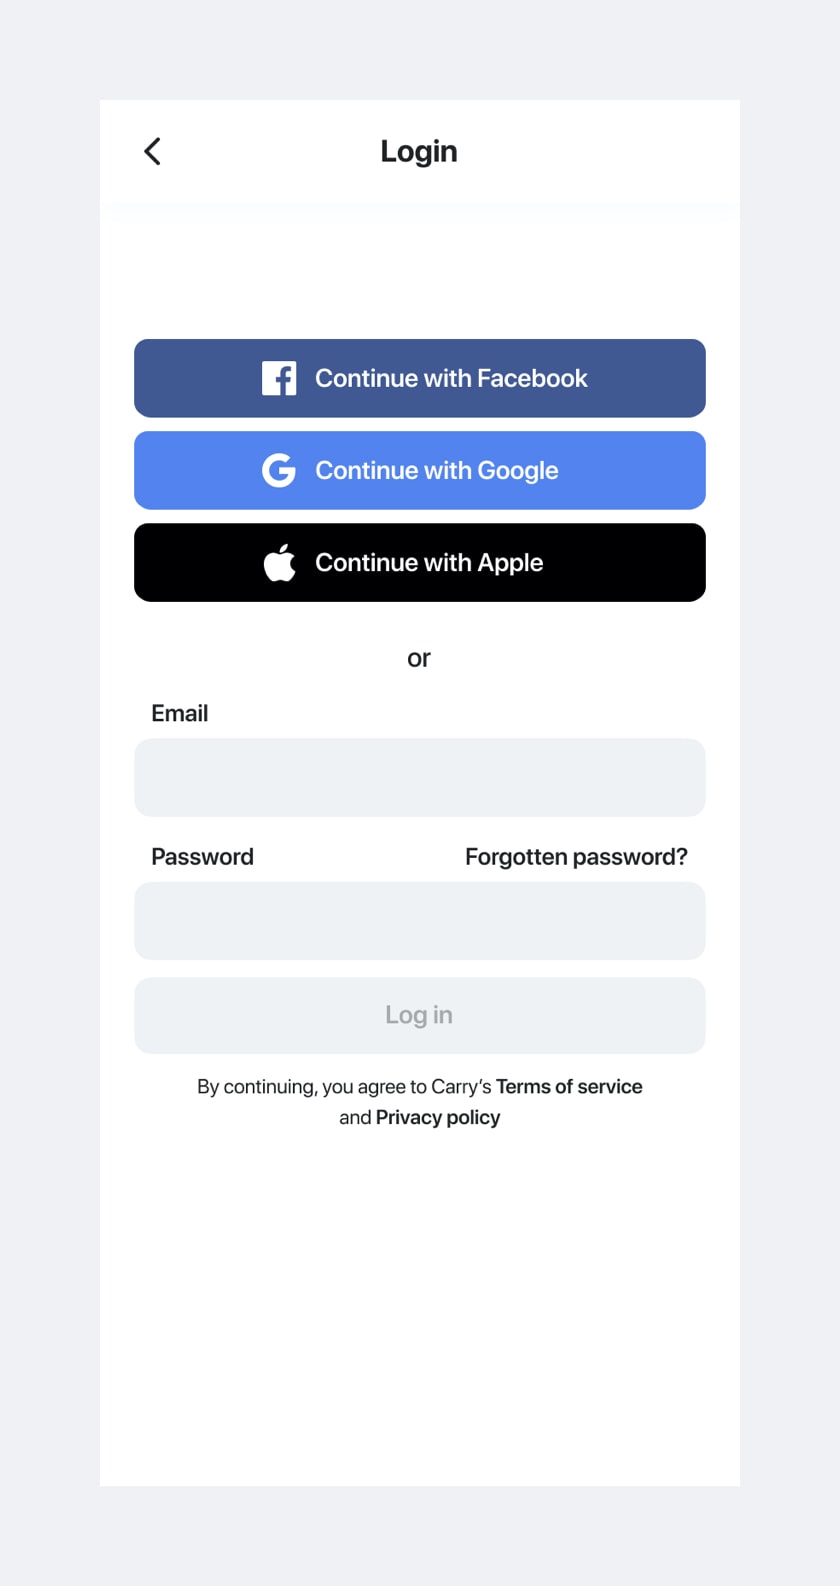 Login
Continue with Facebook
Continue with Google
Continue with Apple
or
Email
Password
Forgotten password?
Log in
By continuing, you agree to Carry’s Terms of service
and Privacy policy